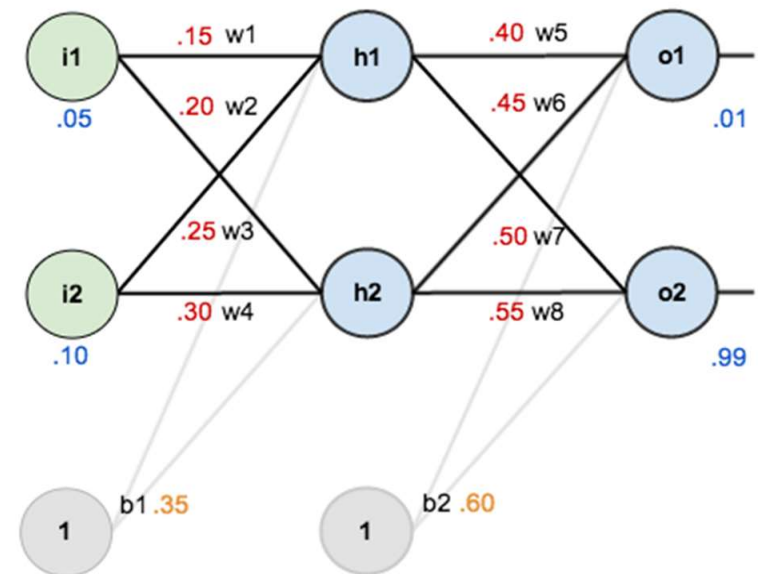 i1 .15 w1 h1 .40 w5 o1
.05 .20 w2 .45 w6 .01
.25 w3 .50 w7
i2 .30 w4 h2 .55 w8 o2
.10 .99
1 b1 .35 1 b2 .60